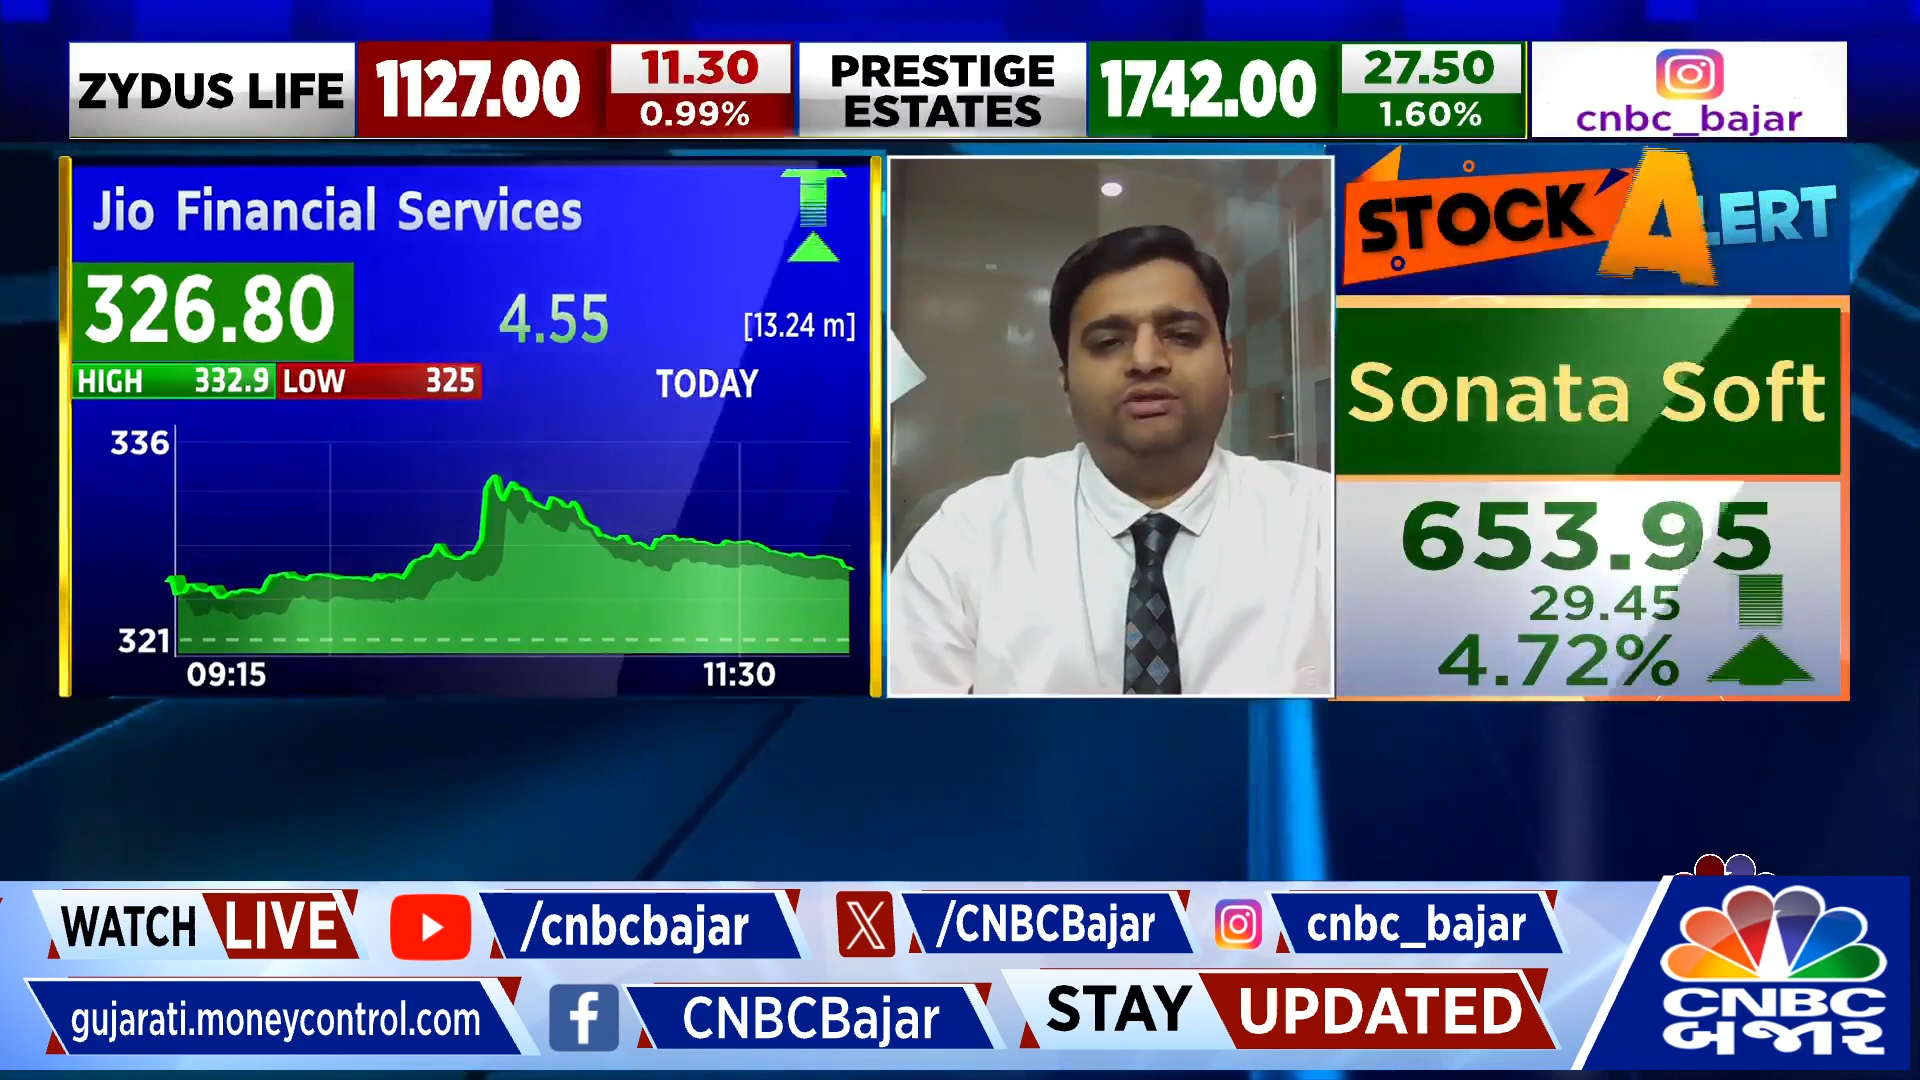 ZYDUS LIFE
1127.00
11.30
0.99%
PRESTIGE
ESTATES
1742.00
27.50
1.60%
cnbc_bajar
Jio Financial Services
326.80
4.55
[13.24 m]
HIGH 332.9 LOW 325
TODAY
336
321
09:15 11:30
STOCK ALERT
Sonata Soft
653.95
29.45
4.72%
WATCH LIVE
/cnbcbajar
/CNBCBajar
cnbc_bajar
gujarati.moneycontrol.com
CNBCBajar
STAY UPDATED
CNBC
બજાર